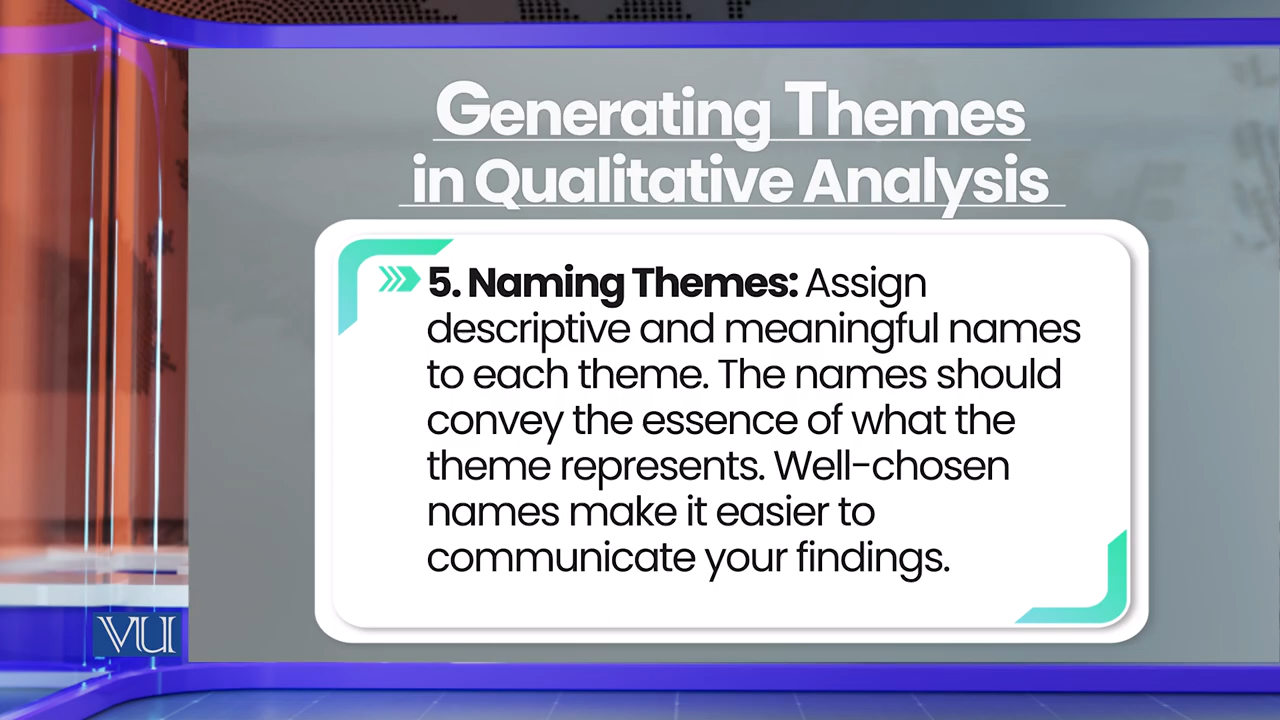 Generating Themes
in Qualitative Analysis
5. Naming Themes: Assign
descriptive and meaningful names
to each theme. The names should
convey the essence of what the
theme represents. Well-chosen
names make it easier to
communicate your findings.
VU